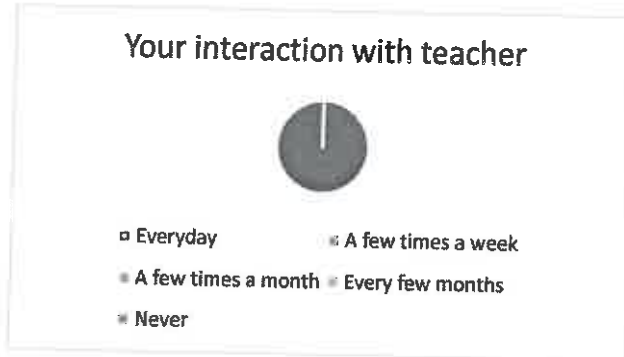 Your interaction with teacher
Everyday
A few times a week
A few times a month
Every few months
Never